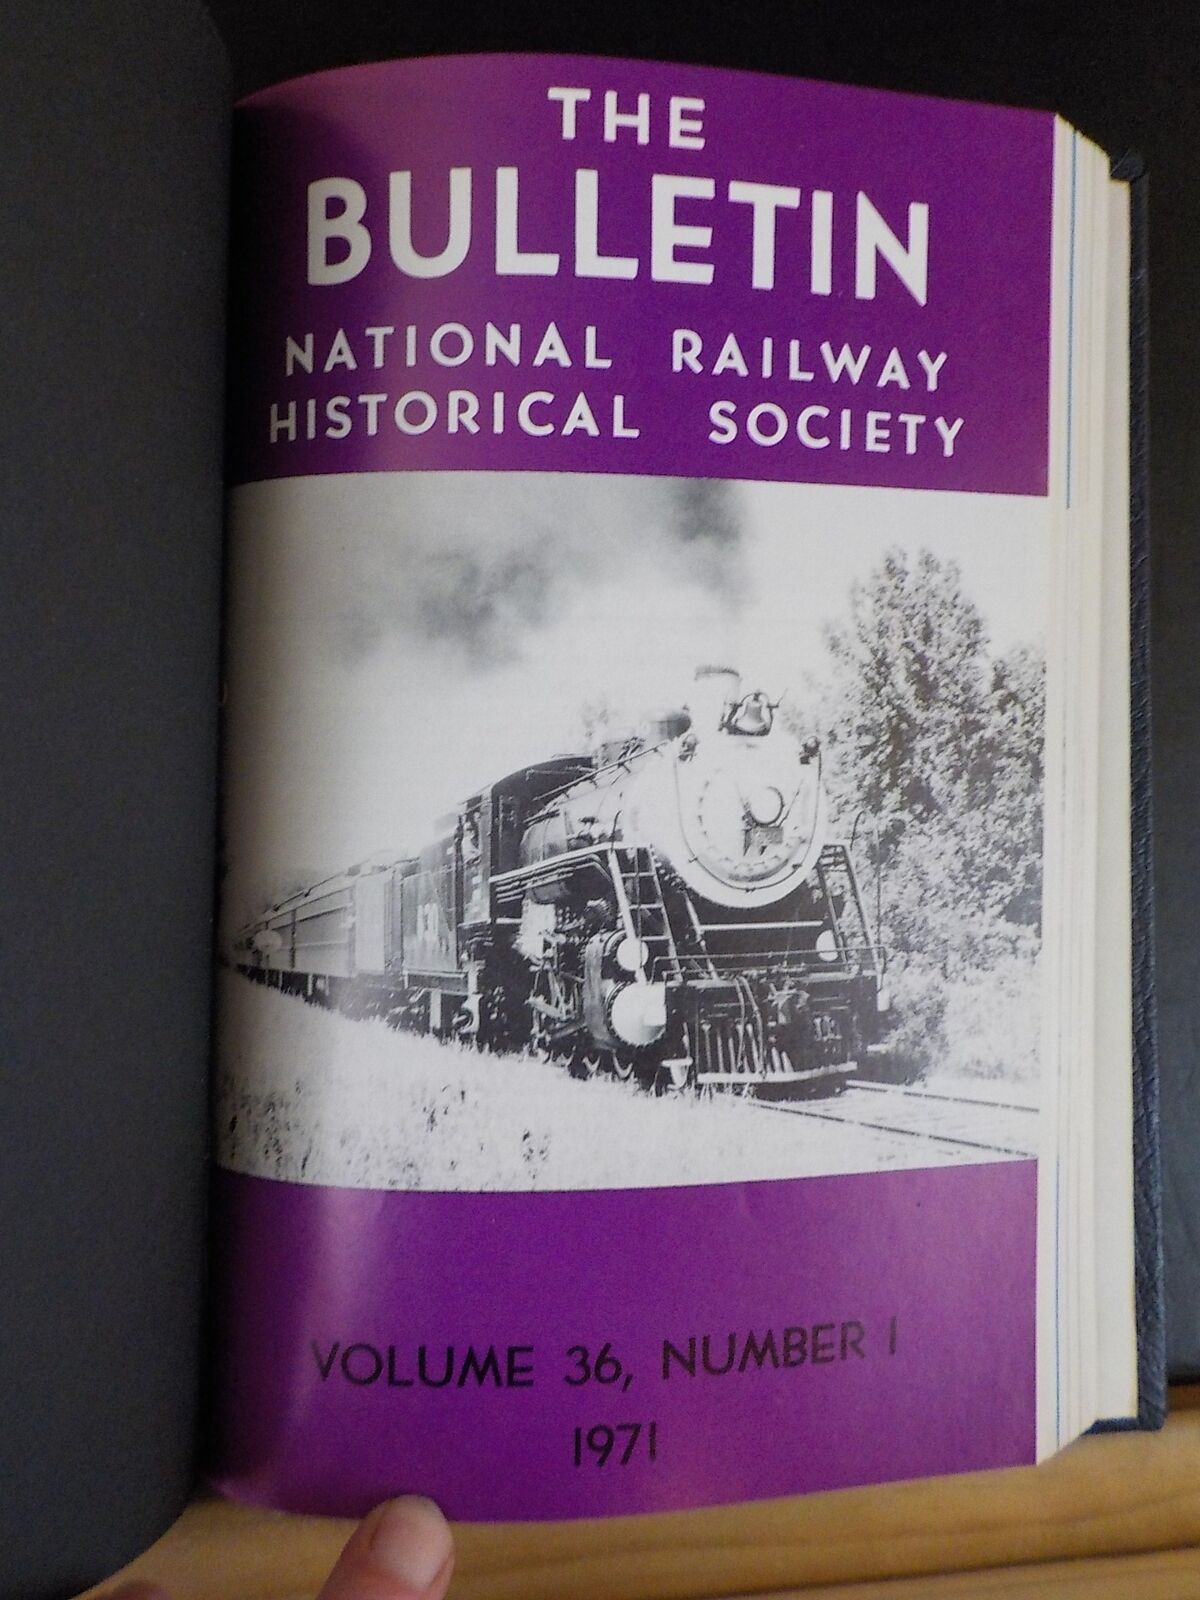 THE
BULLETIN
NATIONAL RAILWAY
HISTORICAL SOCIETY
VOLUME 36, NUMBER 1
1971